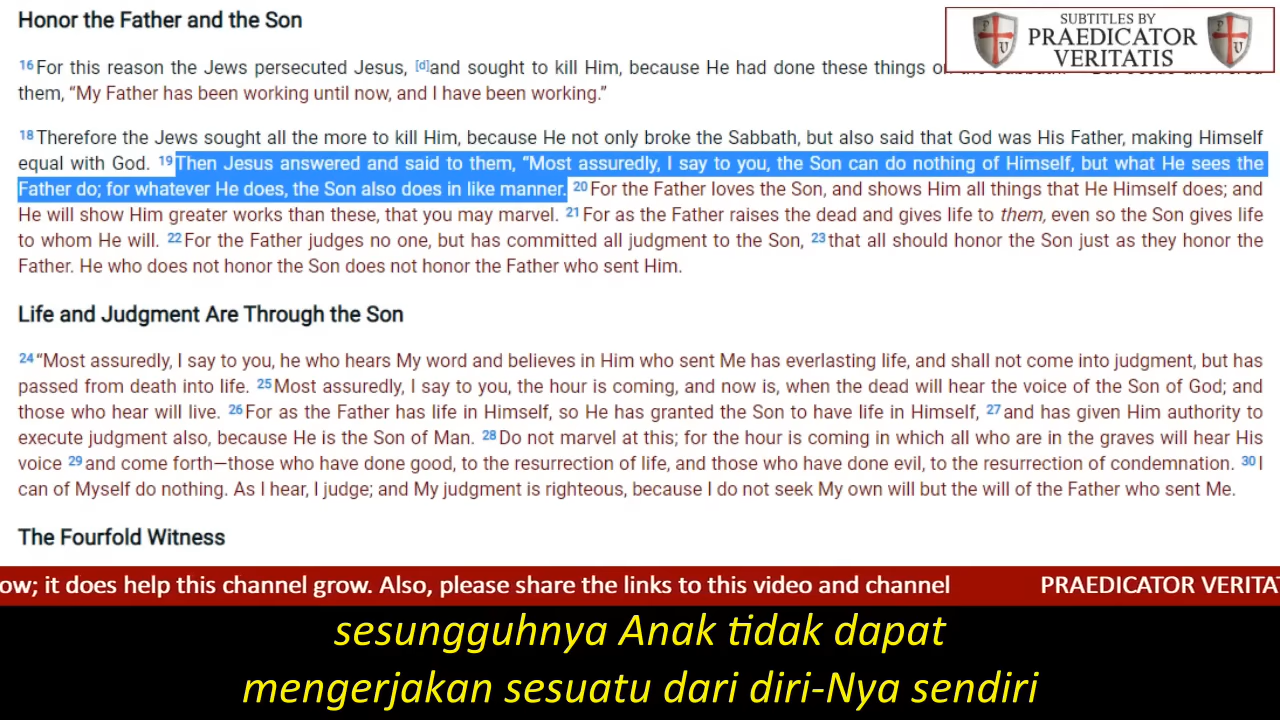 Honor the Father and the Son
SUBTITLES BY
PRAEDICATOR
VERITATIS
P V
P V
16 For this reason the Jews persecuted Jesus, [d]and sought to kill Him, because He had done these things
them, “My Father has been working until now, and I have been working.”
18 Therefore the Jews sought all the more to kill Him, because He not only broke the Sabbath, but also said that God was His Father, making Himself
equal with God. 19 Then Jesus answered and said to them, “Most assuredly, I say to you, the Son can do nothing of Himself, but what He sees the
Father do; for whatever He does, the Son also does in like manner. 20 For the Father loves the Son, and shows Him all things that He Himself does; and
He will show Him greater works than these, that you may marvel. 21 For as the Father raises the dead and gives life to them, even so the Son gives life
to whom He will. 22 For the Father judges no one, but has committed all judgment to the Son, 23 that all should honor the Son just as they honor the
Father. He who does not honor the Son does not honor the Father who sent Him.
Life and Judgment Are Through the Son
24 “Most assuredly, I say to you, he who hears My word and believes in Him who sent Me has everlasting life, and shall not come into judgment, but has
passed from death into life. 25 Most assuredly, I say to you, the hour is coming, and now is, when the dead will hear the voice of the Son of God; and
those who hear will live. 26 For as the Father has life in Himself, so He has granted the Son to have life in Himself, 27 and has given Him authority to
execute judgment also, because He is the Son of Man. 28 Do not marvel at this; for the hour is coming in which all who are in the graves will hear His
voice 29 and come forth—those who have done good, to the resurrection of life, and those who have done evil, to the resurrection of condemnation. 30 I
can of Myself do nothing. As I hear, I judge; and My judgment is righteous, because I do not seek My own will but the will of the Father who sent Me.
The Fourfold Witness
ow; it does help this channel grow. Also, please share the links to this video and channel PRAEDICATOR VERITA
sesungguhnya Anak tidak dapat
mengerjakan sesuatu dari diri-Nya sendiri